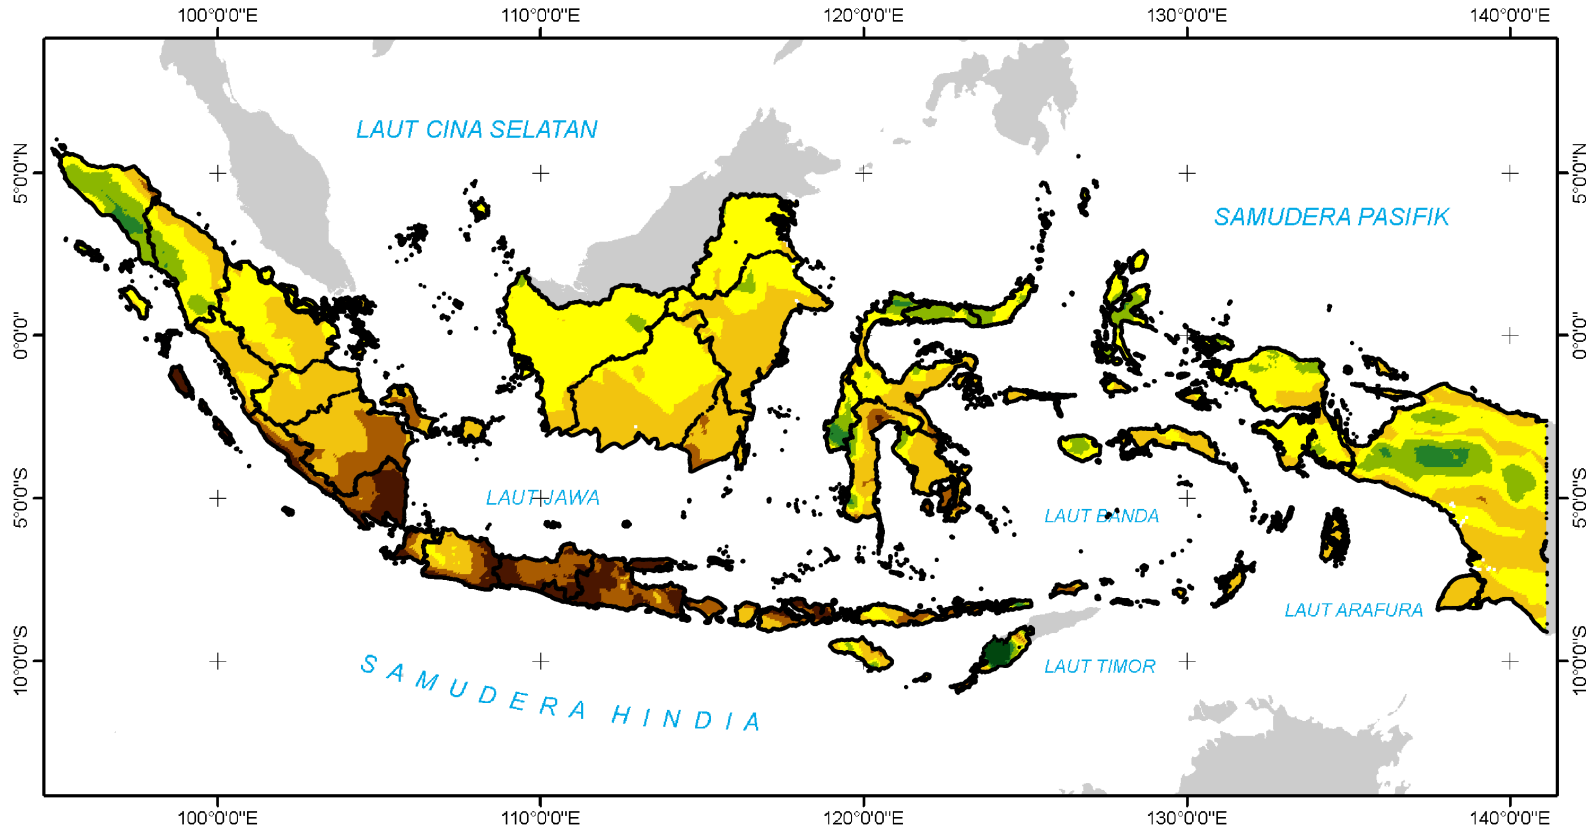 100°0'0"E 110°0'0"E 120°0'0"E 130°0'0"E 140°0'0"E
LAUT CINA SELATAN
5°0'0"N 5°0'0"N
SAMUDERA PASIFIK
0°0'0" 0°0'0"
LAUT JAWA
5°0'0"S 5°0'0"S
LAUT BANDA
LAUT ARAFURA
10°0'0"S 10°0'0"S
LAUT TIMOR
SAMUDERA HINDIA
100°0'0"E 110°0'0"E 120°0'0"E 130°0'0"E 140°0'0"E